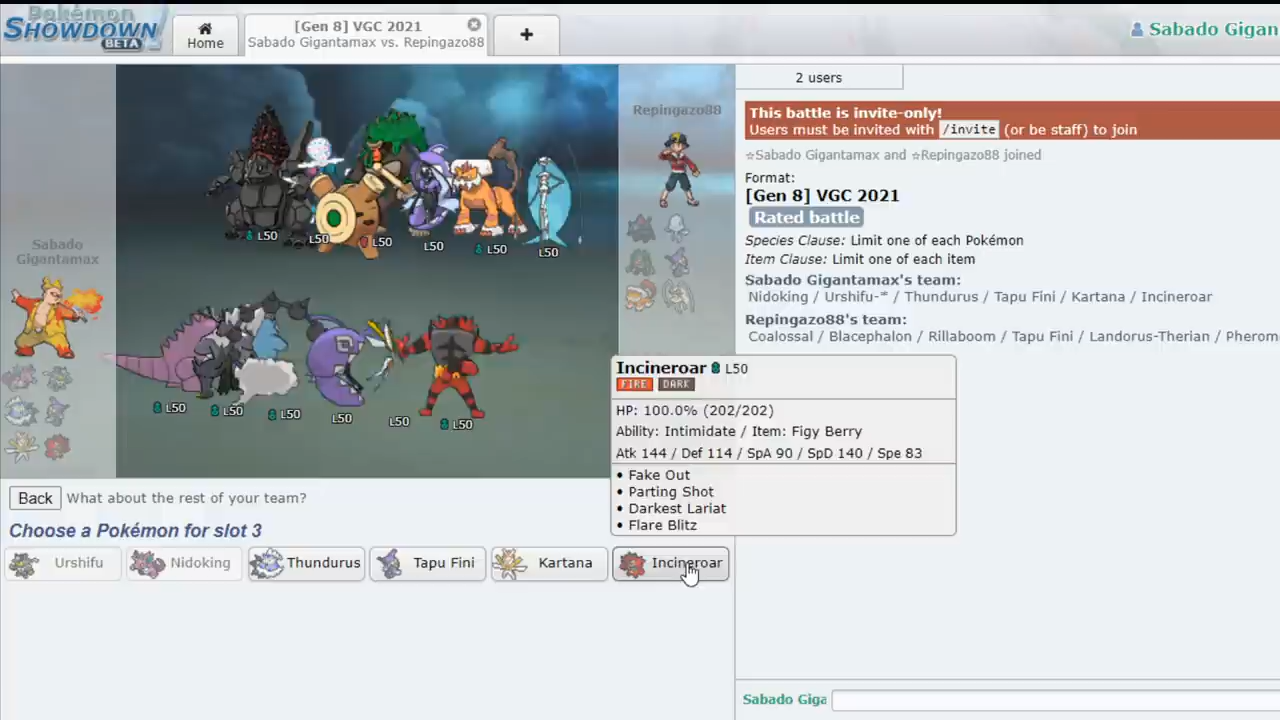 Pokémon
SHOWDOWN
BETA
Home
[Gen 8] VGC 2021
Sabado Gigantamax vs. Repingazo88
+
Sabado Gigan
2 users
Repingazo88
This battle is invite-only!
Users must be invited with /invite (or be staff) to join
☆Sabado Gigantamax and ☆Repingazo88 joined
Format:
[Gen 8] VGC 2021
Rated battle
Species Clause: Limit one of each Pokémon
Item Clause: Limit one of each item
Sabado Gigantamax's team:
Nidoking / Urshifu-* / Thundurus / Tapu Fini / Kartana / Incineroar
Repingazo88's team:
Coalossal / Blacephalon / Rillaboom / Tapu Fini / Landorus-Therian / Pherom
L50 L50 L50 L50 L50 L50
Sabado
Gigantamax
L50 L50 L50 L50 L50 L50
Incineroar L50
FIRE DARK
HP: 100.0% (202/202)
Ability: Intimidate / Item: Figy Berry
Atk 144 / Def 114 / SpA 90 / SpD 140 / Spe 83
• Fake Out
• Parting Shot
• Darkest Lariat
• Flare Blitz
Back What about the rest of your team?
Choose a Pokémon for slot 3
Urshifu Nidoking Thundurus Tapu Fini Kartana Incineroar
Sabado Giga